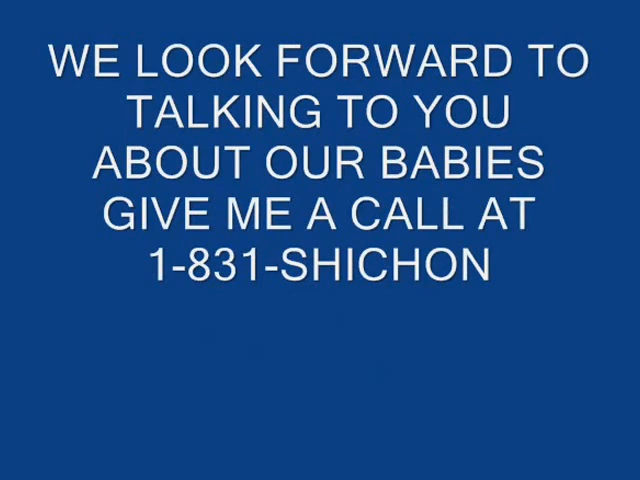 WE LOOK FORWARD TO
TALKING TO YOU
ABOUT OUR BABIES
GIVE ME A CALL AT
1-831-SHICHON